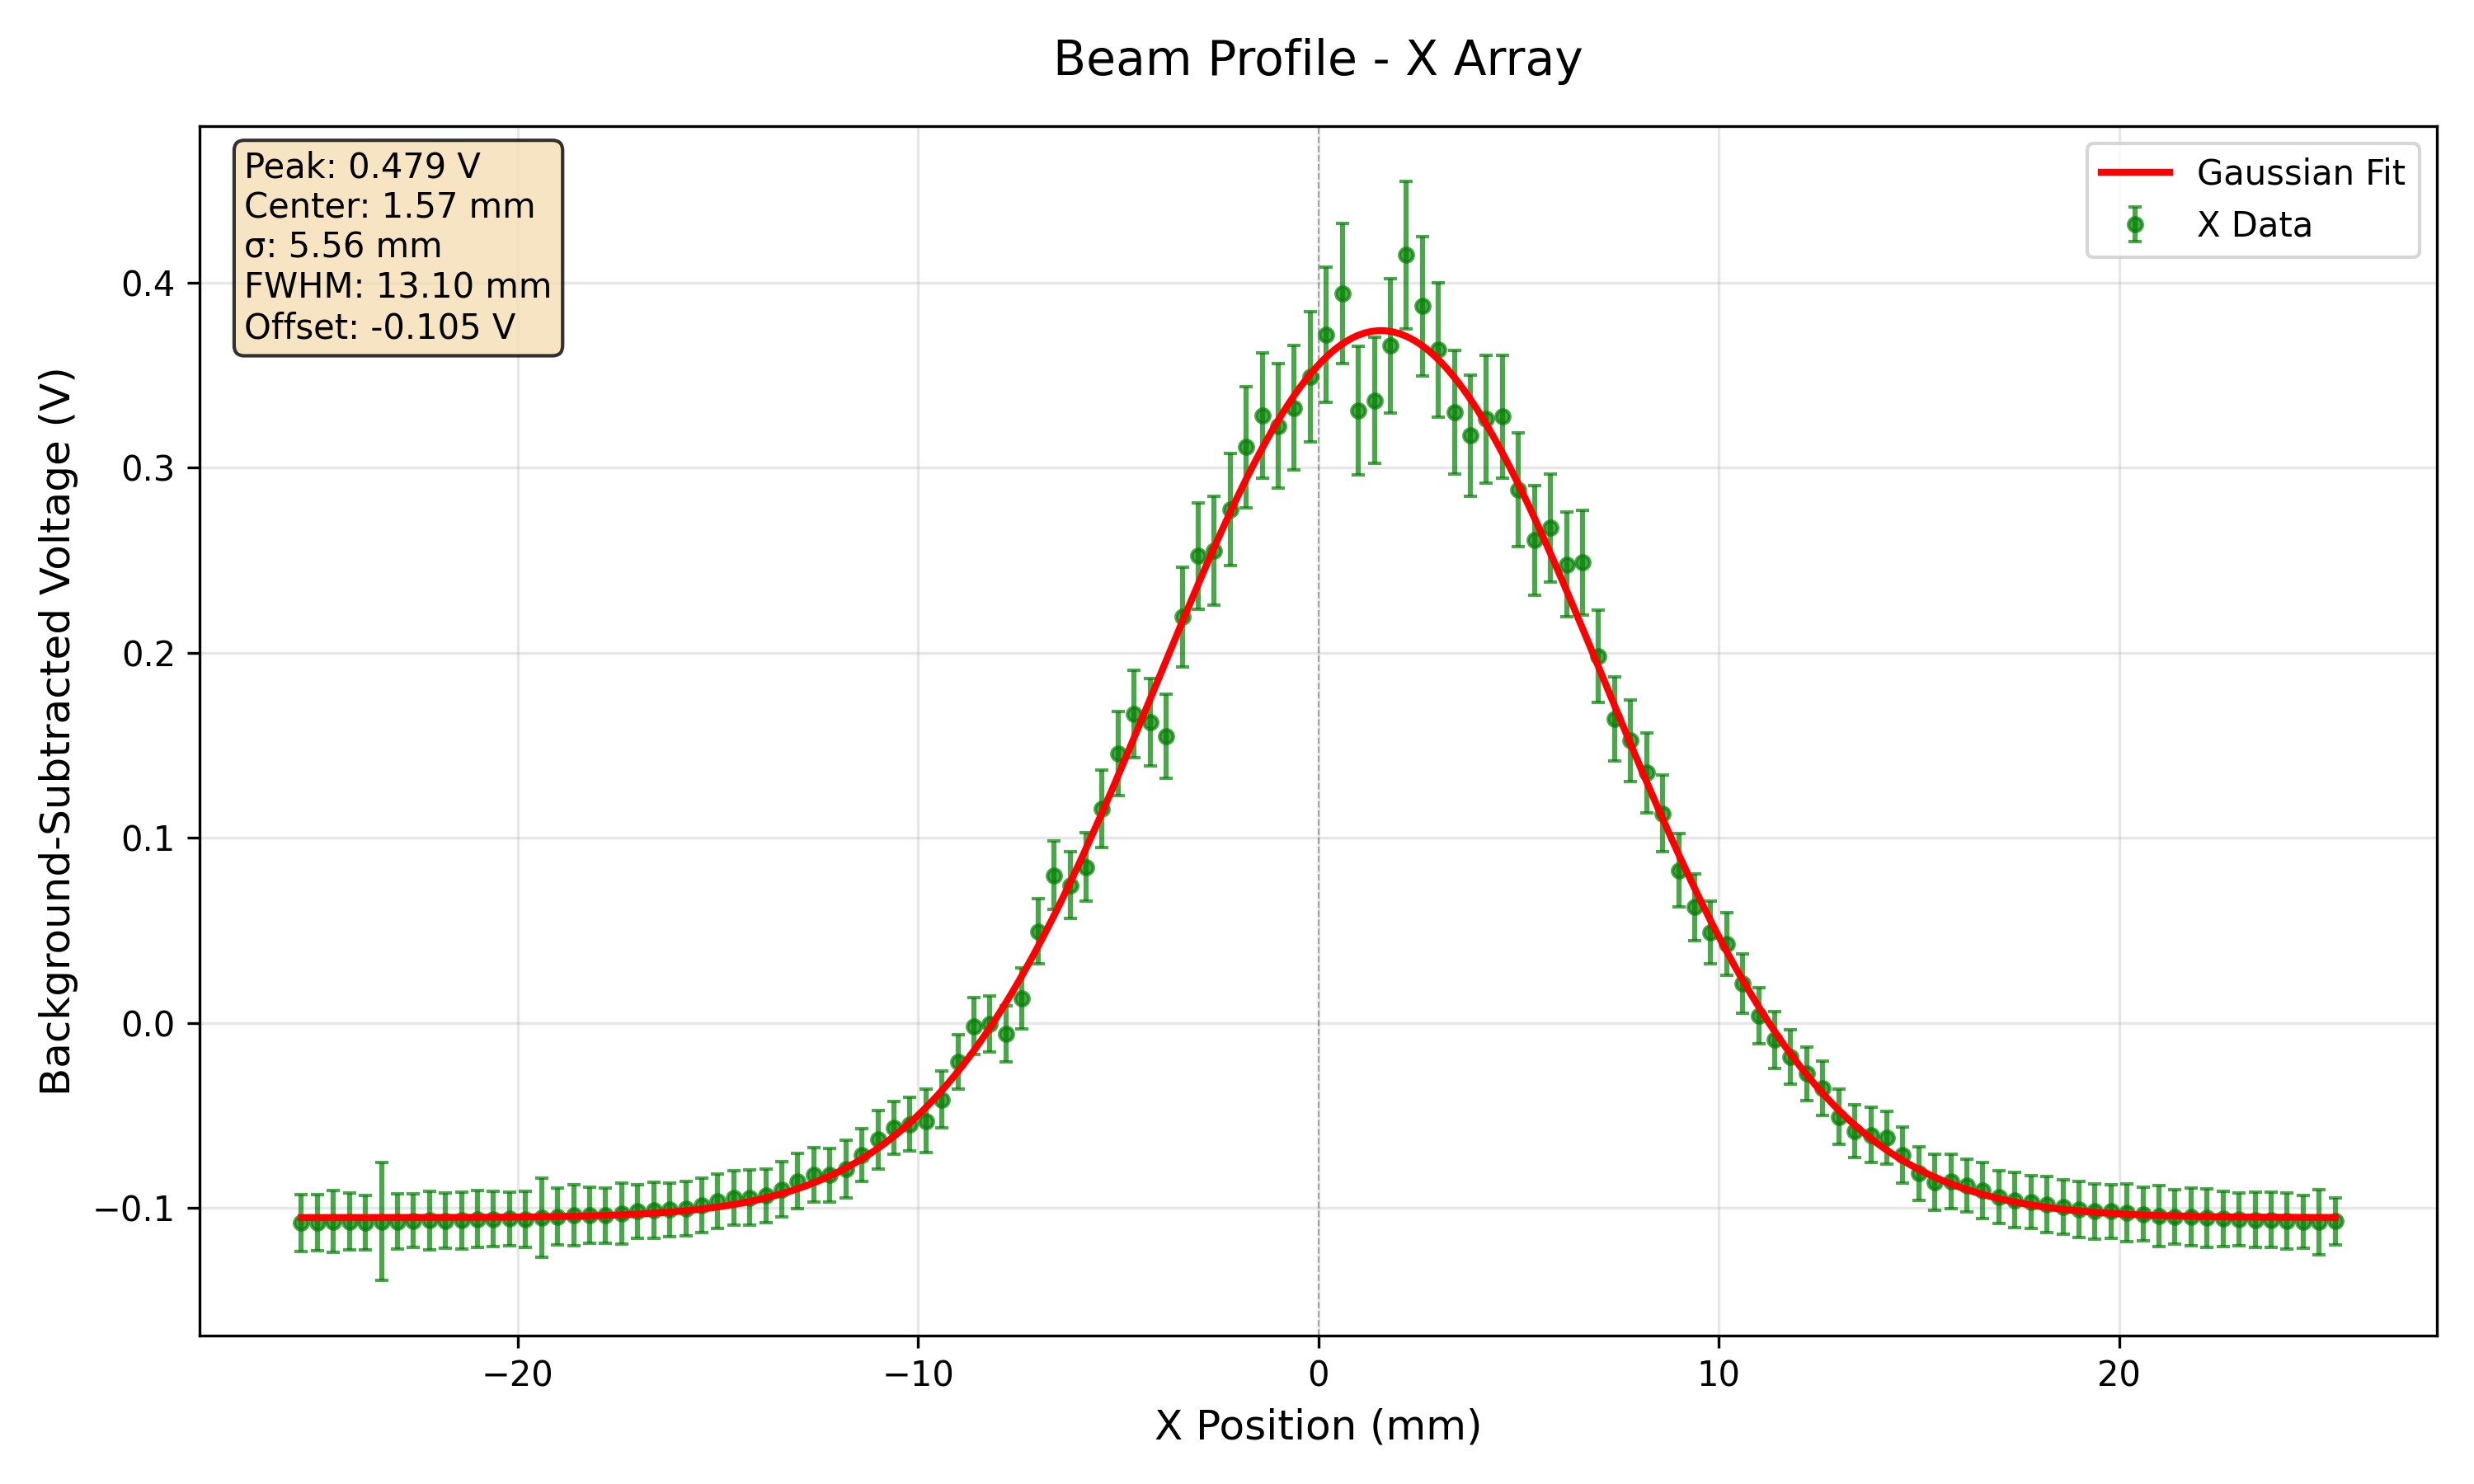 Beam Profile - X Array
Peak: 0.479 V
Center: 1.57 mm
σ: 5.56 mm
FWHM: 13.10 mm
Offset: -0.105 V
Gaussian Fit
X Data
Background-Subtracted Voltage (V)
0.4
0.3
0.2
0.1
0.0
−0.1
−20
−10
0
10
20
X Position (mm)